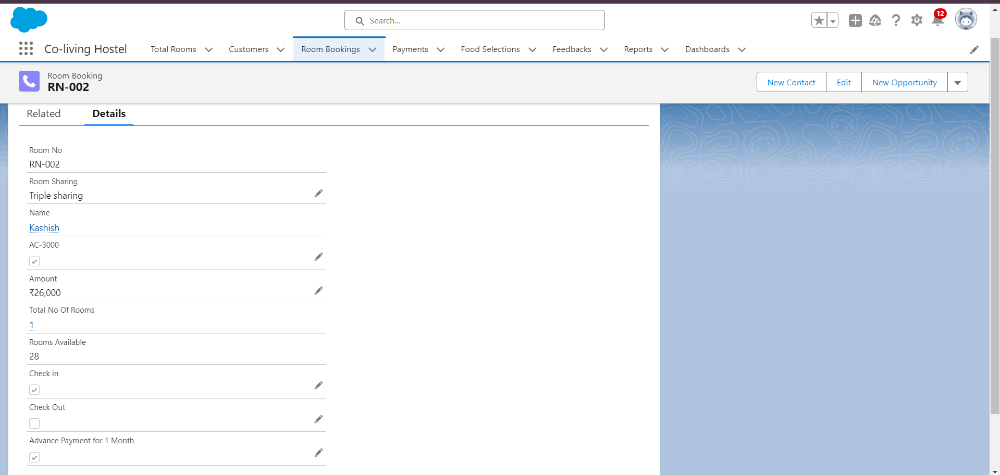 Search...
12
Co-living Hostel
Total Rooms
Customers
Room Bookings
Payments
Food Selections
Feedbacks
Reports
Dashboards
Room Booking
RN-002
New Contact
Edit
New Opportunity
Related
Details
Room No
RN-002
Room Sharing
Triple sharing
Name
Kashish
AC-3000
Amount
₹26,000
Total No Of Rooms
1
Rooms Available
28
Check in
Check Out
Advance Payment for 1 Month